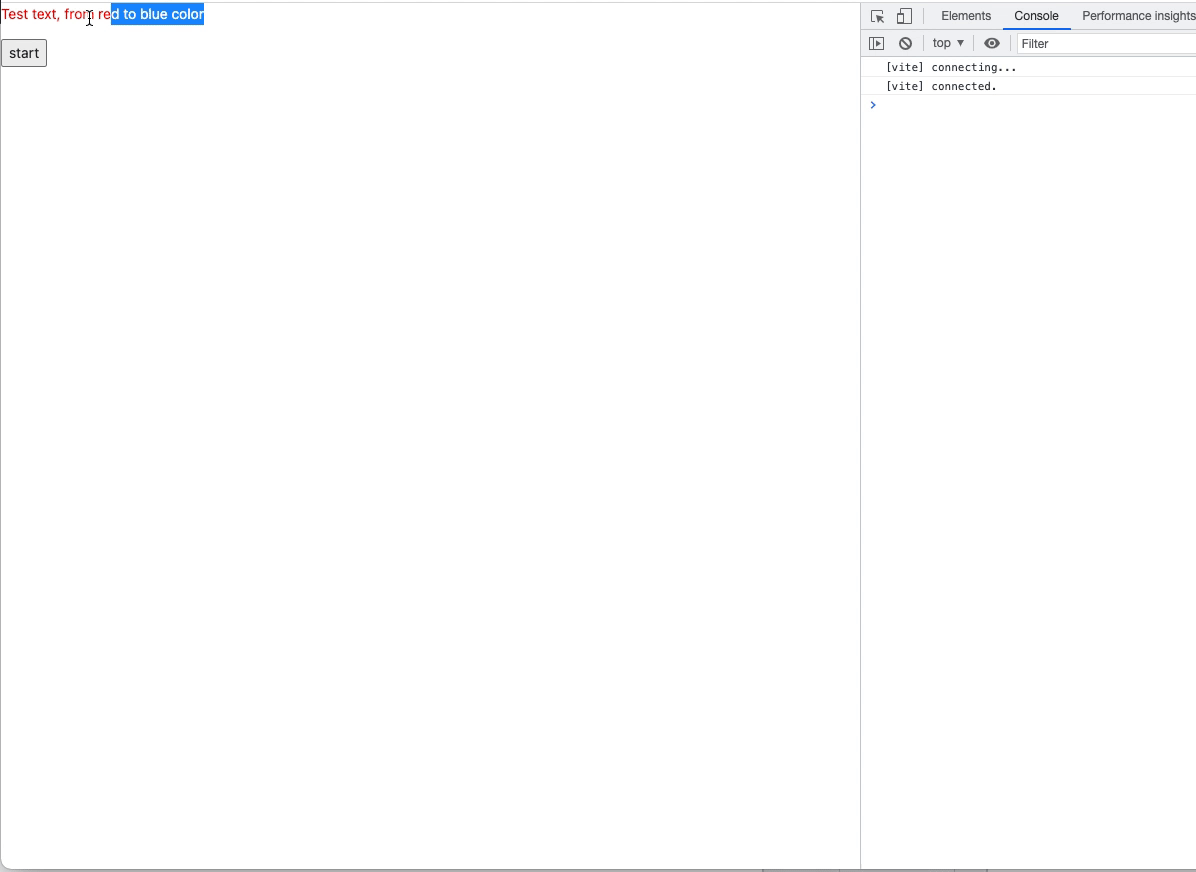 Test text, from red to blue color
start
Elements Console Performance insights
top ▼ Filter
[vite] connecting...
[vite] connected.
>